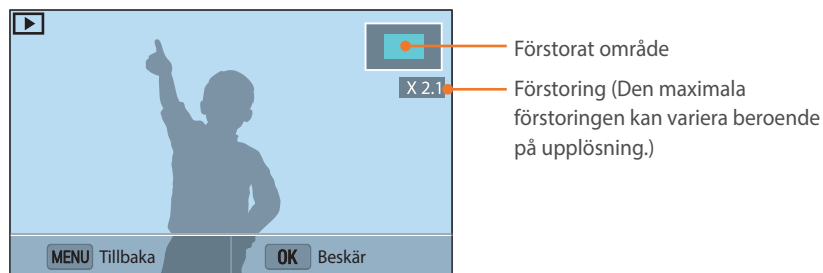 Förstorat område
X 2.1
Förstoring (Den maximala
förstoringen kan variera beroende
på upplösning.)
MENU Tillbaka
OK Beskär